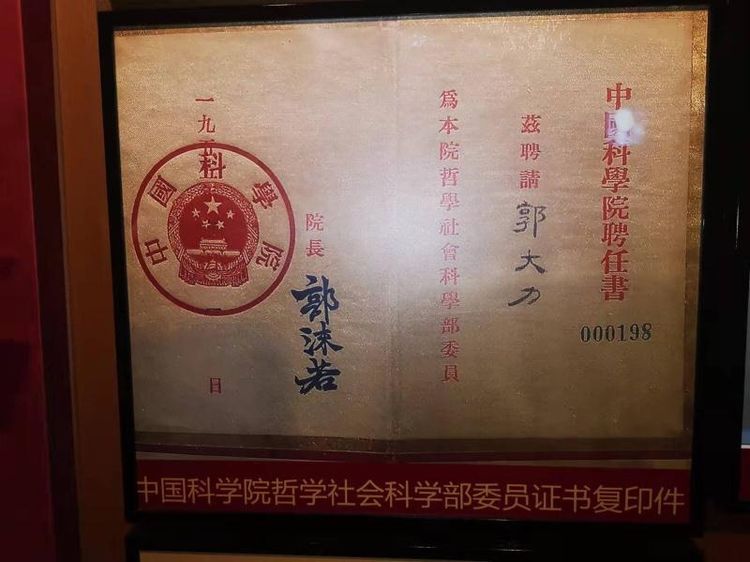 中國科學院聘任書
000198
茲聘請郭大力
爲本院哲學社會科學部委員
院長 郭沫若
一九五
中國科學院
中国科学院哲学社会科学部委员证书复印件